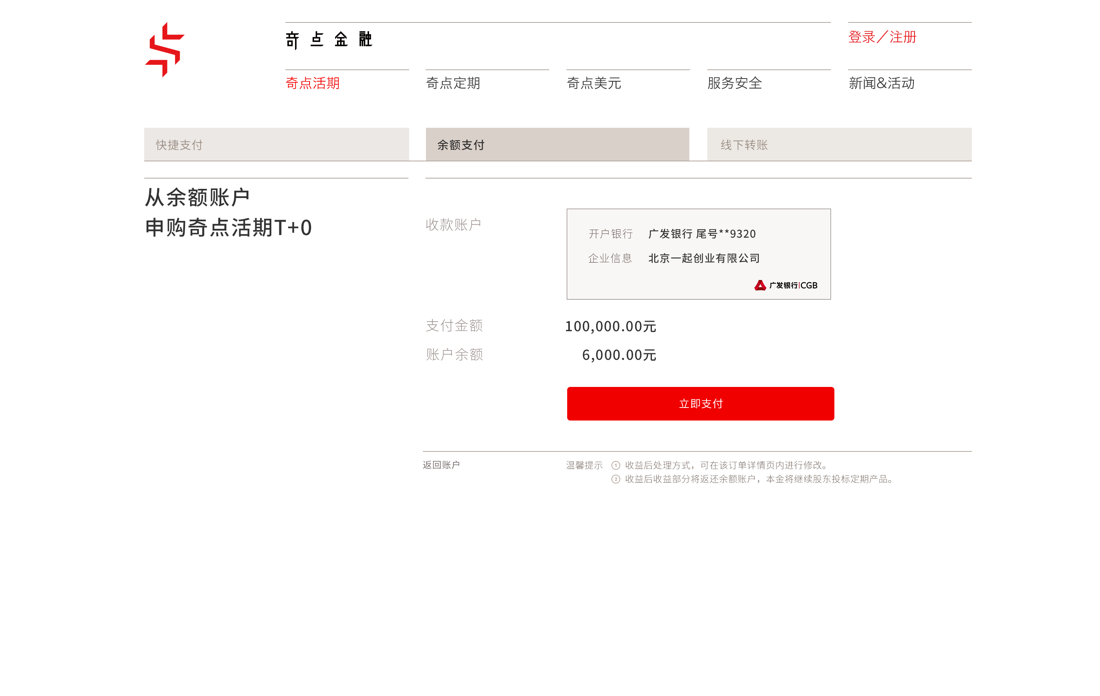 奇点金融
登录／注册
奇点活期 奇点定期 奇点美元 服务安全 新闻&活动
快捷支付 余额支付 线下转账
从余额账户
申购奇点活期T+0
收款账户
开户银行 广发银行 尾号**9320
企业信息 北京一起创业有限公司
广发银行|CGB
支付金额 100,000.00元
账户余额 6,000.00元
立即支付
返回账户
温馨提示 收益后处理方式，可在该订单详情页内进行修改。
收益后收益部分将返还余额账户，本金将继续股东投标定期产品。